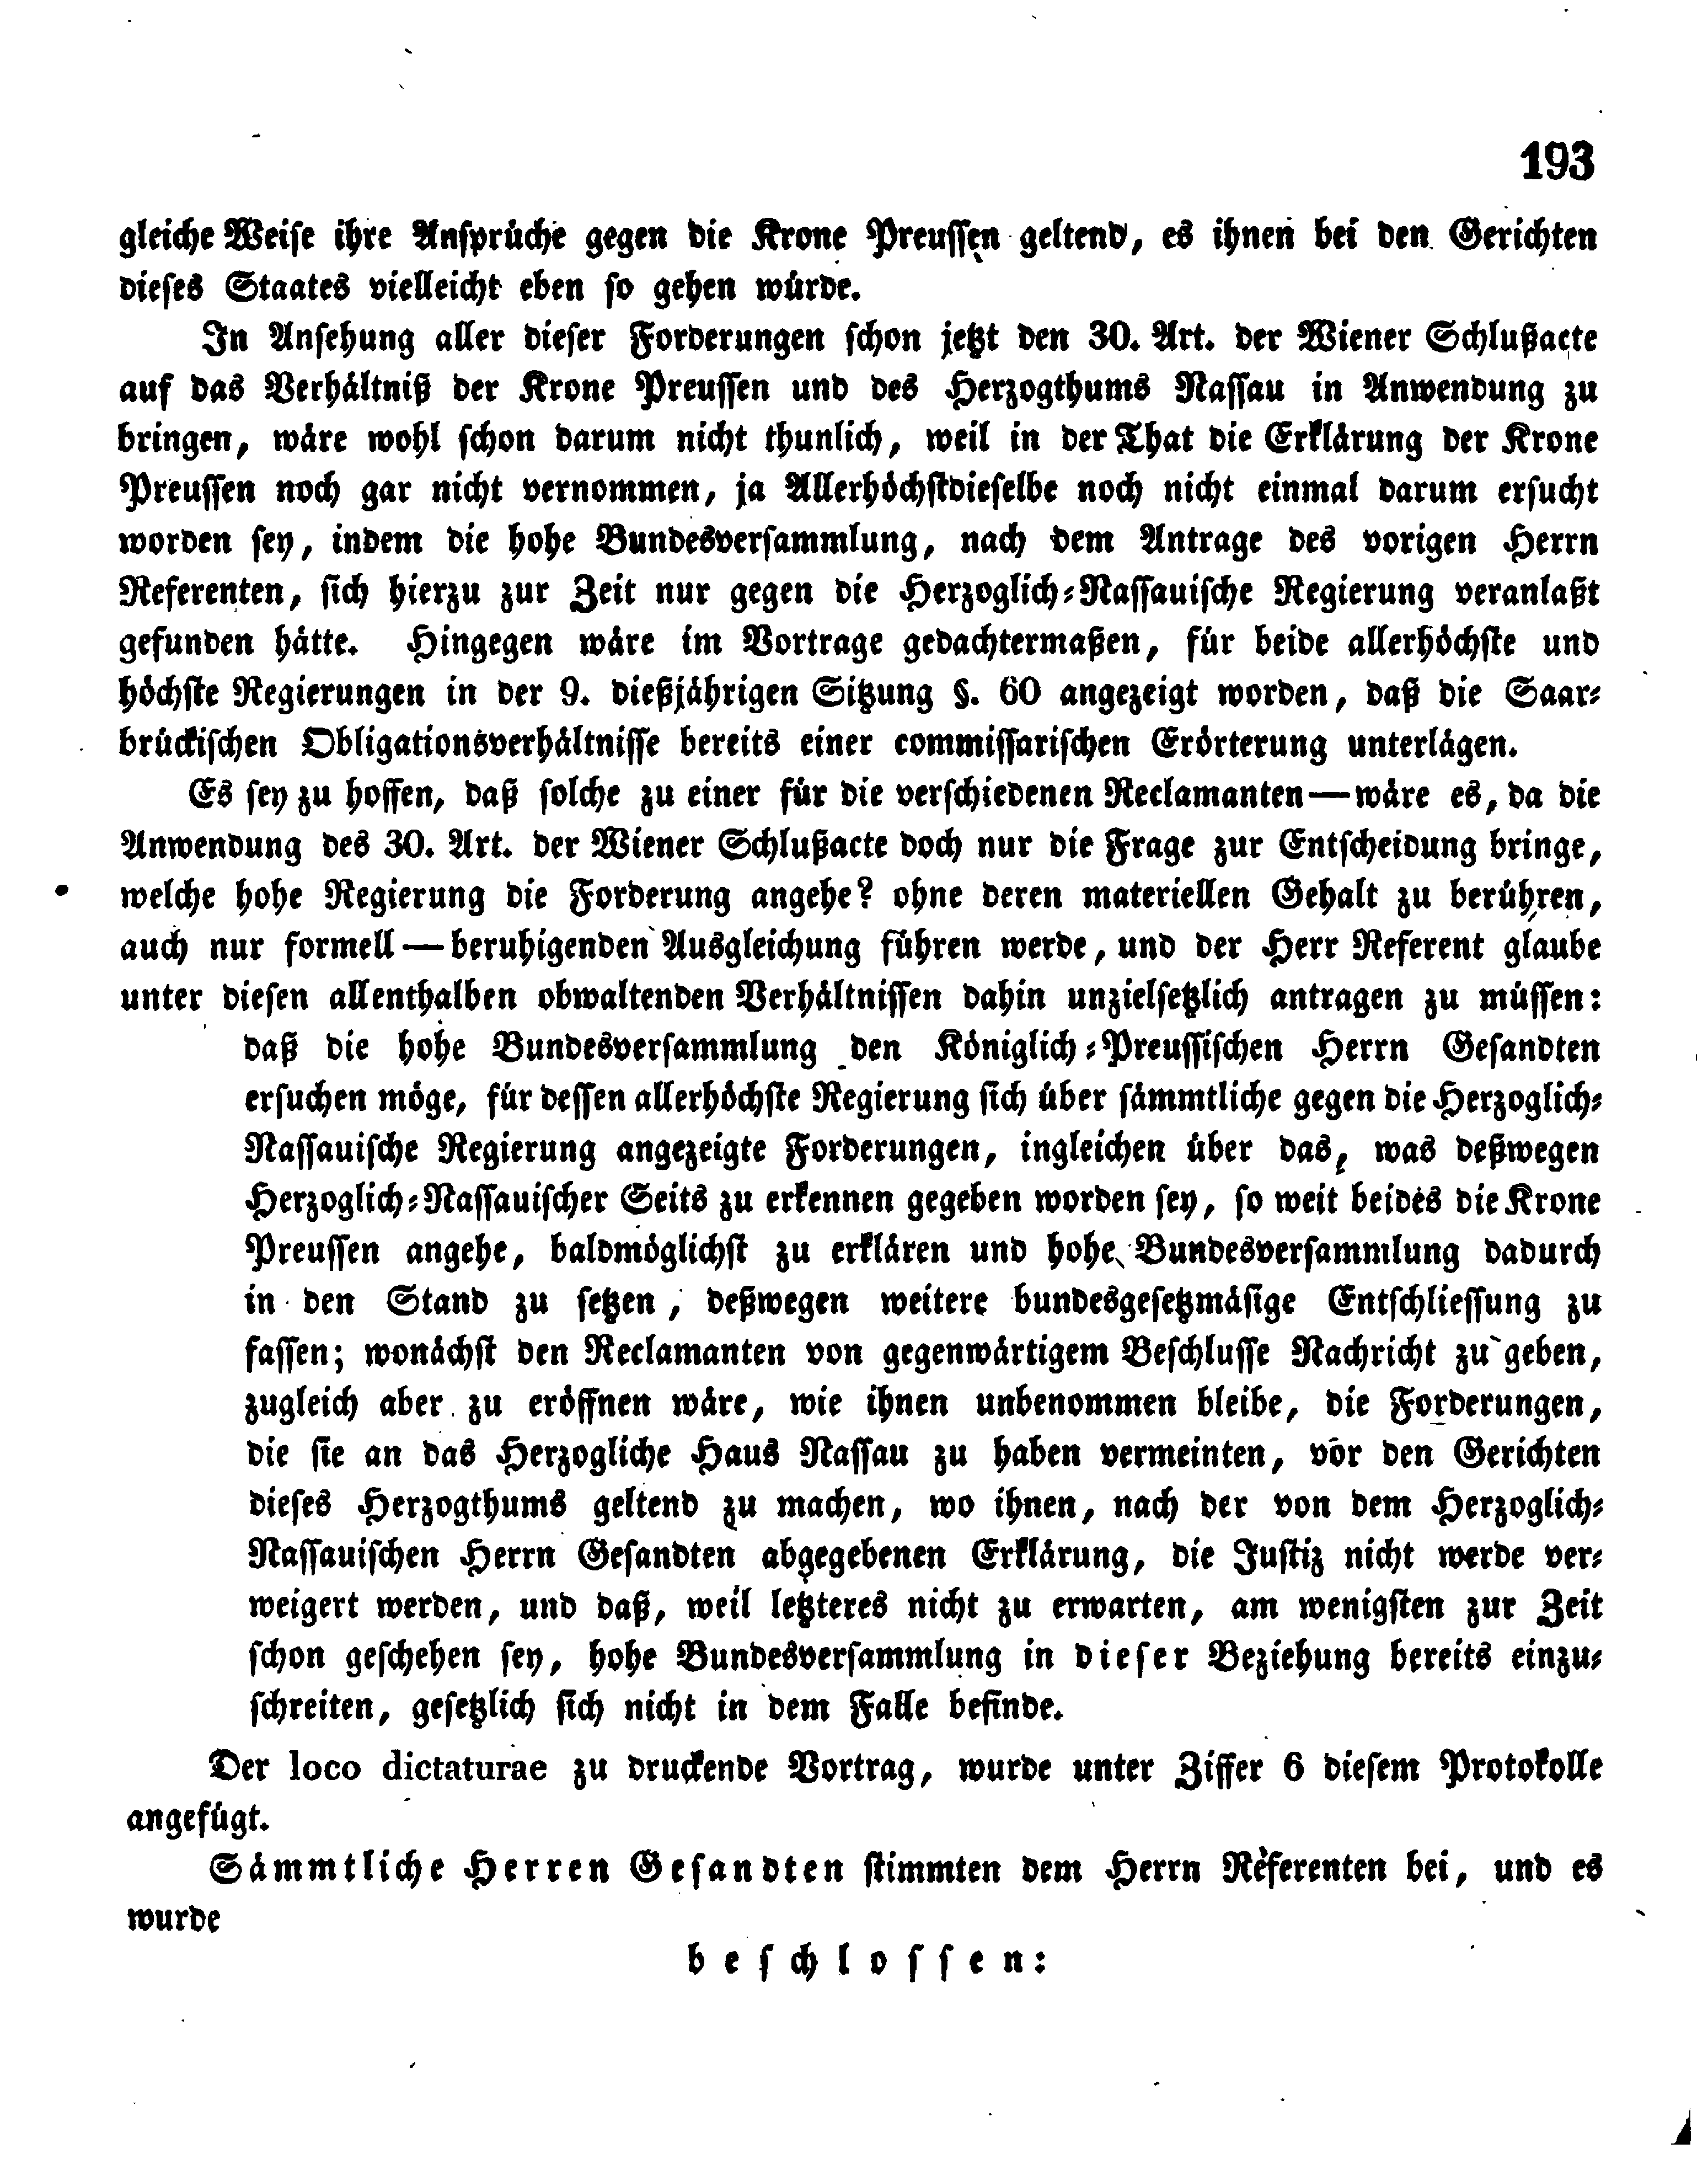 193
gleiche Weise ihre Ansprüche gegen die Krone Preussen geltend, es ihnen bei den Gerichten
dieses Staates vielleicht eben so gehen würde.
In Ansehung aller dieser Forderungen schon jetzt den 30. Art. der Wiener Schlußacte
auf das Verhältniß der Krone Preussen und des Herzogthums Nassau in Anwendung zu
bringen, wäre wohl schon darum nicht thunlich, weil in der That die Erklärung der Krone
Preussen noch gar nicht vernommen, ja Allerhöchstdieselbe noch nicht einmal darum ersucht
worden sey, indem die hohe Bundesversammlung, nach dem Antrage des vorigen Herrn
Referenten, sich hierzu zur Zeit nur gegen die Herzoglich-Nassauische Regierung veranlaßt
gefunden hätte. Hingegen wäre im Vortrage gedachtermaßen, für beide allerhöchste und
höchste Regierungen in der 9. dießjährigen Sitzung §. 60 angezeigt worden, daß die Saar-
brückischen Obligationsverhältnisse bereits einer commissarischen Erörterung unterlägen.
Es sey zu hoffen, daß solche zu einer für die verschiedenen Reclamanten — wäre es, da die
Anwendung des 30. Art. der Wiener Schlußacte doch nur die Frage zur Entscheidung bringe,
welche hohe Regierung die Forderung angehe? ohne deren materiellen Gehalt zu berühren,
auch nur formell — beruhigenden Ausgleichung führen werde, und der Herr Referent glaube
unter diesen allenthalben obwaltenden Verhältnissen dahin unzielsetzlich antragen zu müssen:
daß die hohe Bundesversammlung den Königlich-Preussischen Herrn Gesandten
ersuchen möge, für dessen allerhöchste Regierung sich über sämmtliche gegen die Herzoglich-
Nassauische Regierung angezeigte Forderungen, ingleichen über das, was deßwegen
Herzoglich-Nassauischer Seits zu erkennen gegeben worden sey, so weit beides die Krone
Preussen angehe, baldmöglichst zu erklären und hohe Bundesversammlung dadurch
in den Stand zu setzen, deßwegen weitere bundesgesetzmäsige Entschliessung zu
fassen; wonächst den Reclamanten von gegenwärtigem Beschlusse Nachricht zu geben,
zugleich aber zu eröffnen wäre, wie ihnen unbenommen bleibe, die Forderungen,
die sie an das Herzogliche Haus Nassau zu haben vermeinten, vor den Gerichten
dieses Herzogthums geltend zu machen, wo ihnen, nach der von dem Herzoglich-
Nassauischen Herrn Gesandten abgegebenen Erklärung, die Justiz nicht werde ver-
weigert werden, und daß, weil letzteres nicht zu erwarten, am wenigsten zur Zeit
schon geschehen sey, hohe Bundesversammlung in dieser Beziehung bereits einzu-
schreiten, gesetzlich sich nicht in dem Falle befinde.
Der loco dictaturae zu druckende Vortrag, wurde unter Ziffer 6 diesem Protokolle
angefügt.
Sämmtliche Herren Gesandten stimmten dem Herrn Referenten bei, und es
wurde
beschlossen: